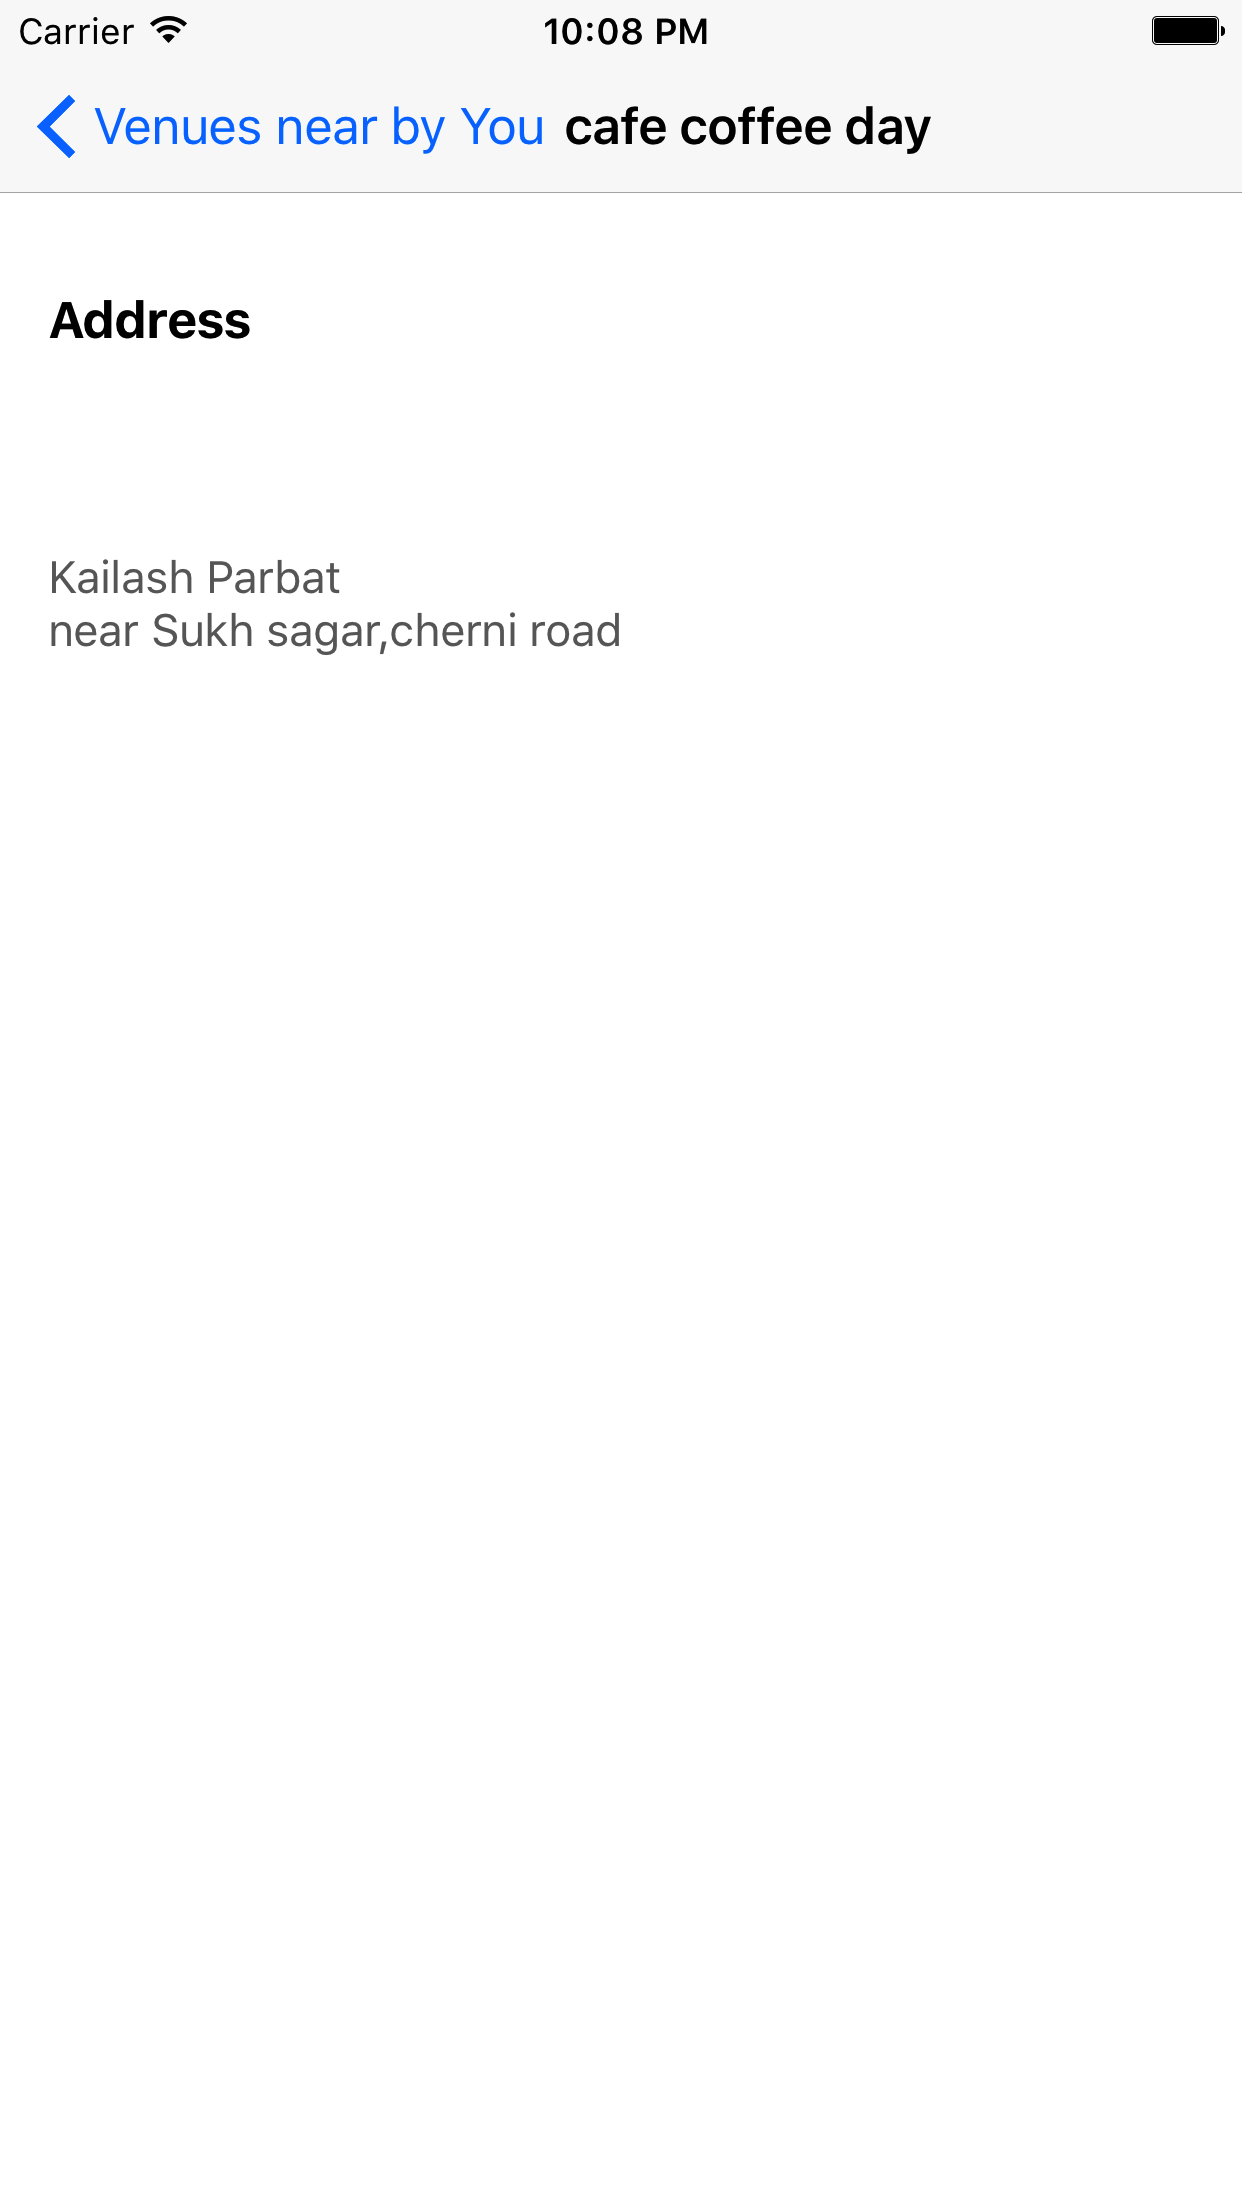 Carrier 10:08 PM
Venues near by You cafe coffee day
Address
Kailash Parbat
near Sukh sagar,cherni road